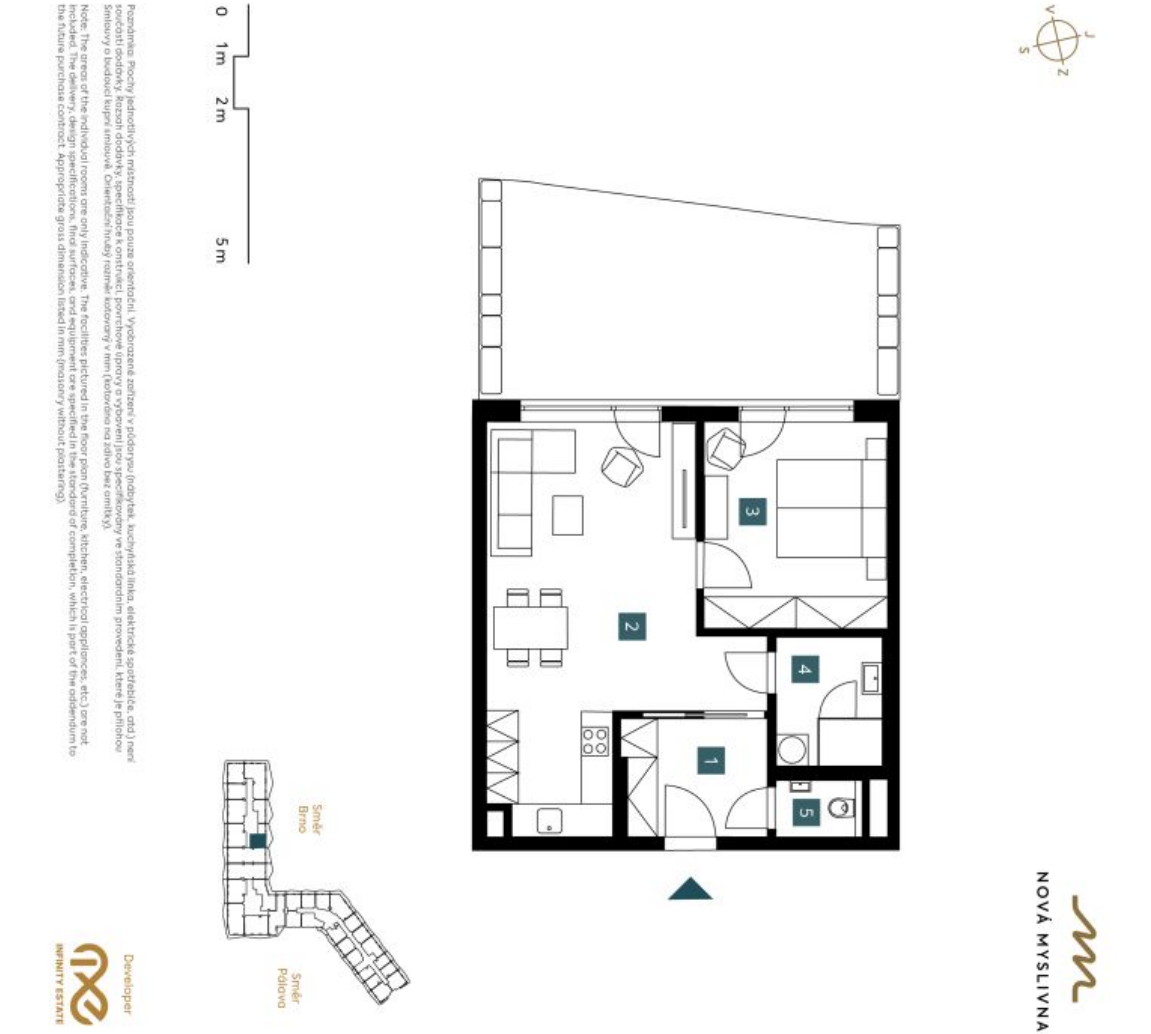 J
V
Z
S
NOVÁ MYSLIVNA
1
2
3
4
5
0 1m 2 m 5 m
Směr
Brno
Směr
Pálava
Poznámka: Plochy jednotlivých místností jsou pouze orientační. Vyobrazené zařízení v půdorysu (nábytek, kuchyňská linka, elektrické spotřebiče, atd.) není
součástí dodávky. Rozsah dodávky, specifikace konstrukcí, povrchové úpravy a vybavení jsou specifikovány ve standardním provedení, které je přílohou
Smlouvy o budoucí kupní smlouvě. Orientační hrubý rozměr kótovaný v mm (kótováno na zdivo bez omítky).
Note: The areas of the individual rooms are only indicative. The facilities pictured in the floor plan (furniture, kitchen, electrical appliances, etc.) are not
included. The delivery, design specifications, final surfaces, and equipment are specified in the standard of completion, which is part of the addendum to
the future purchase contract. Appropriate gross dimension listed in mm (masonry without plastering).
Developer
INFINITY ESTATE